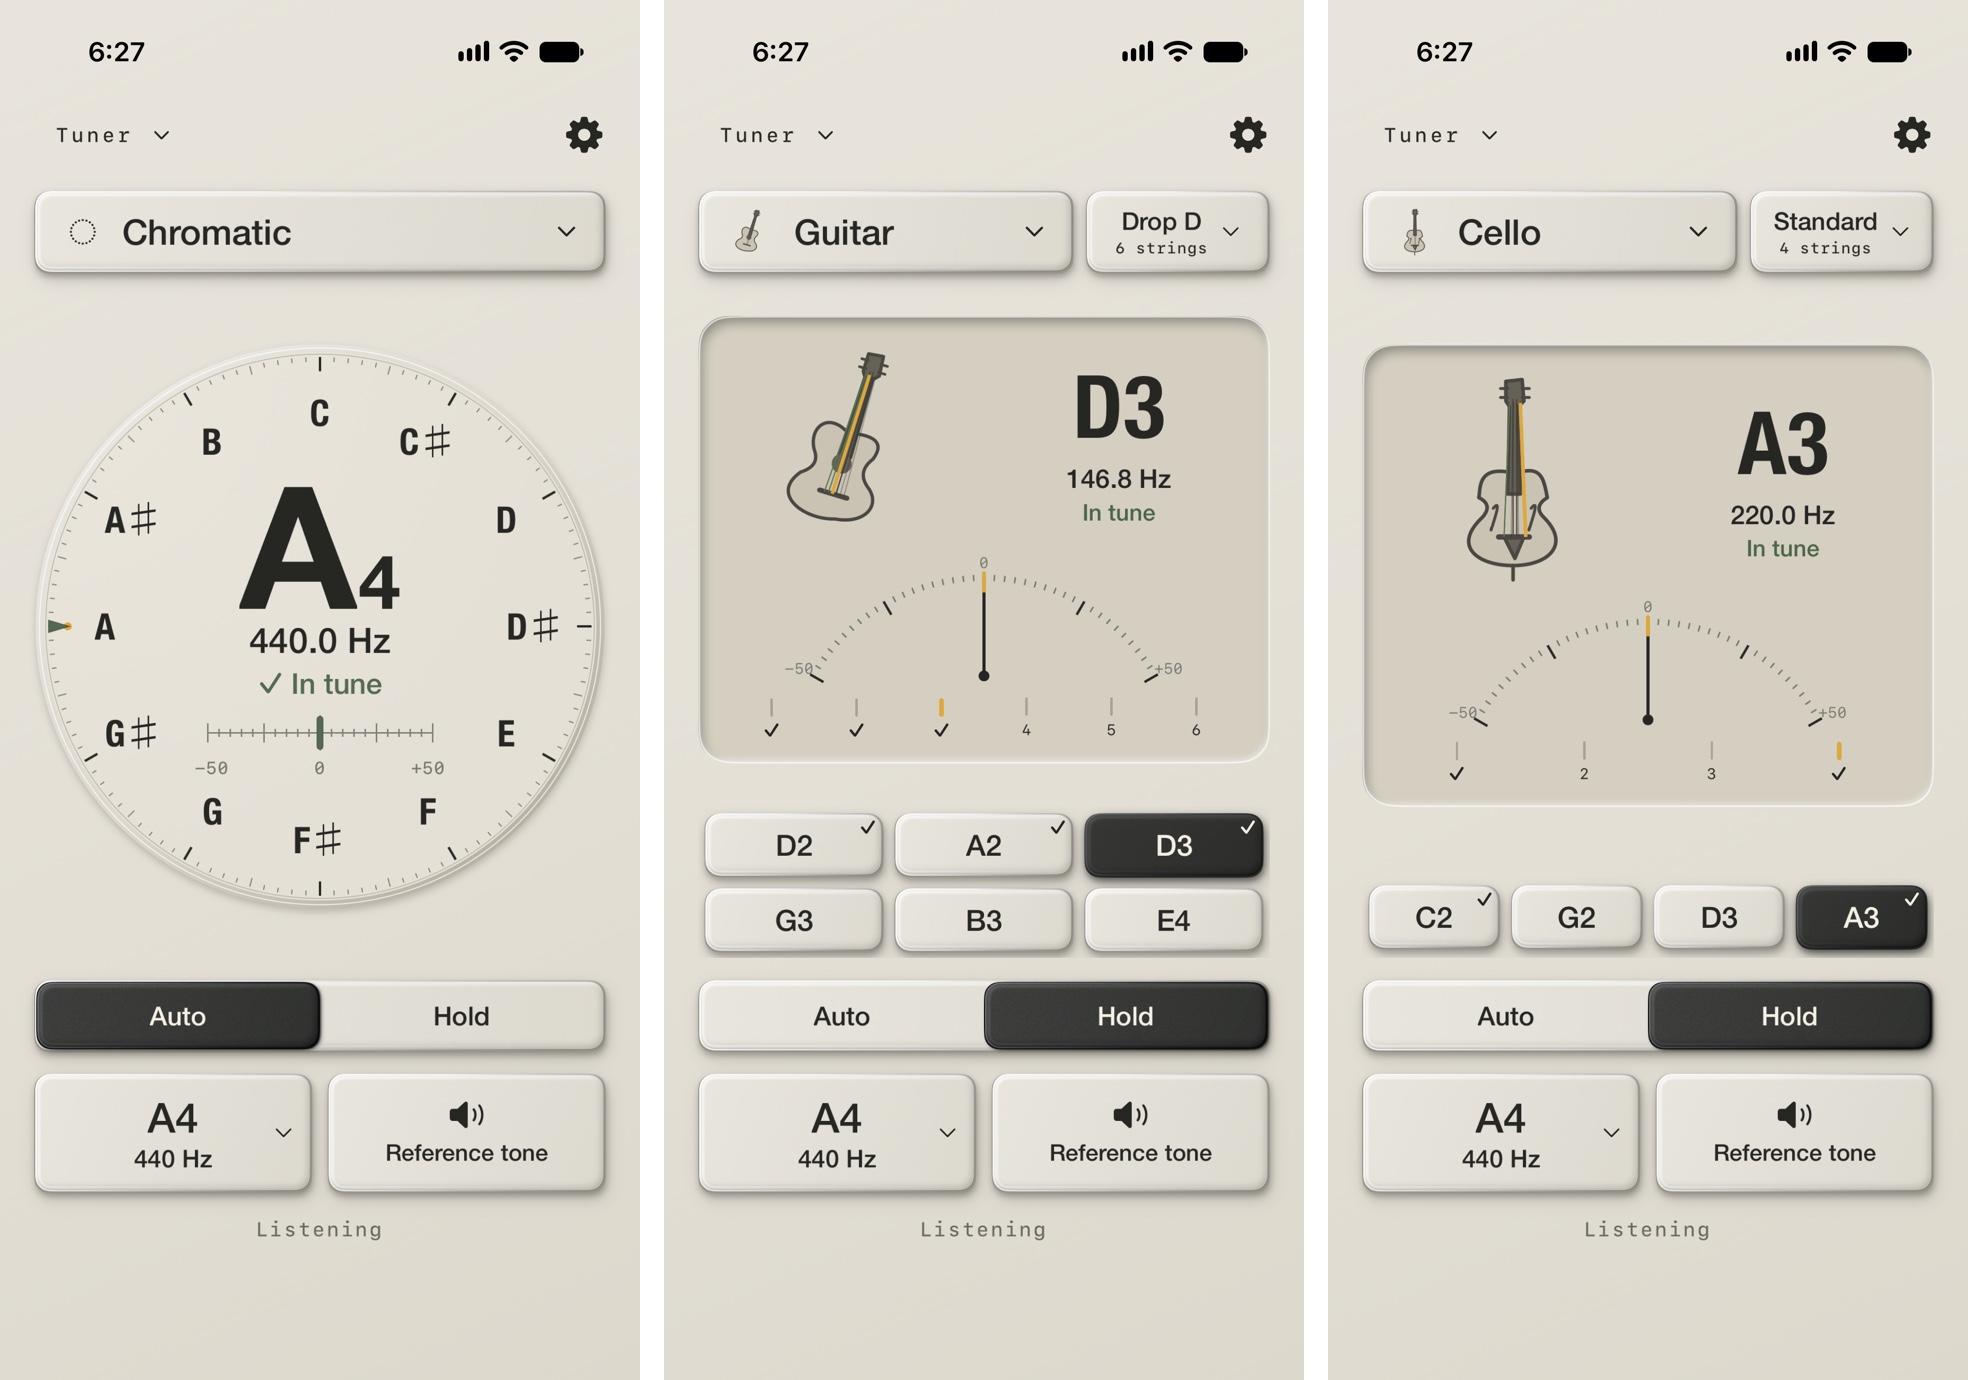 6:27
Tuner
Chromatic
C
C♯
D
D♯
E
F
F♯
G
G♯
A
A♯
B
A4
440.0 Hz
✓ In tune
-50 0 +50
Auto Hold
A4
440 Hz
Reference tone
Listening
6:27
Tuner
Guitar
Drop D
6 strings
D3
146.8 Hz
In tune
0
-50 +50
✓ ✓ ✓ 4 5 6
D2 ✓ A2 ✓ D3 ✓
G3 B3 E4
Auto Hold
A4
440 Hz
Reference tone
Listening
6:27
Tuner
Cello
Standard
4 strings
A3
220.0 Hz
In tune
0
-50 +50
✓ 2 3 ✓
C2 ✓ G2 D3 A3 ✓
Auto Hold
A4
440 Hz
Reference tone
Listening